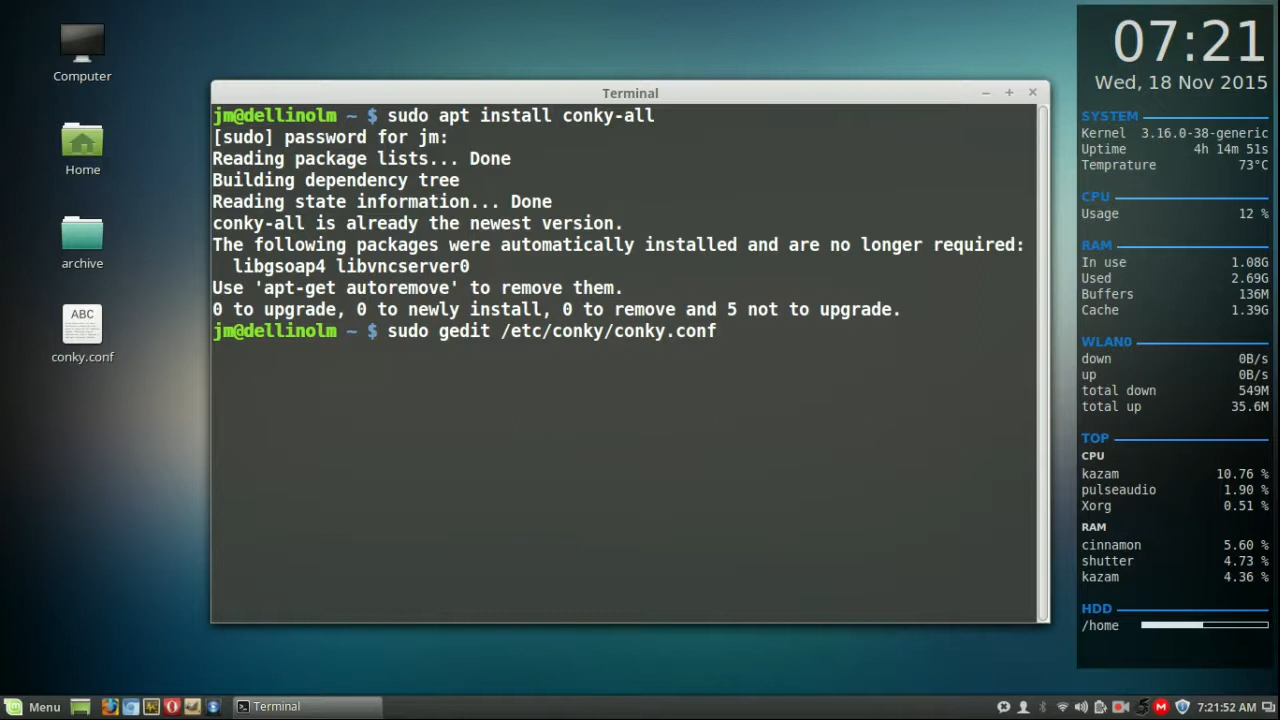 Computer
Home
archive
ABC
conky.conf
Terminal
jm@dellinolm ~ $ sudo apt install conky-all
[sudo] password for jm:
Reading package lists... Done
Building dependency tree
Reading state information... Done
conky-all is already the newest version.
The following packages were automatically installed and are no longer required:
libgsoap4 libvncserver0
Use 'apt-get autoremove' to remove them.
0 to upgrade, 0 to newly install, 0 to remove and 5 not to upgrade.
jm@dellinolm ~ $ sudo gedit /etc/conky/conky.conf
07:21
Wed, 18 Nov 2015
SYSTEM
Kernel 3.16.0-38-generic
Uptime 4h 14m 51s
Temprature 73°C
CPU
Usage 12 %
RAM
In use 1.08G
Used 2.69G
Buffers 136M
Cache 1.39G
WLAN0
down 0B/s
up 0B/s
total down 549M
total up 35.6M
TOP
CPU
kazam 10.76 %
pulseaudio 1.90 %
Xorg 0.51 %
RAM
cinnamon 5.60 %
shutter 4.73 %
kazam 4.36 %
HDD
/home
Menu
Terminal
7:21:52 AM